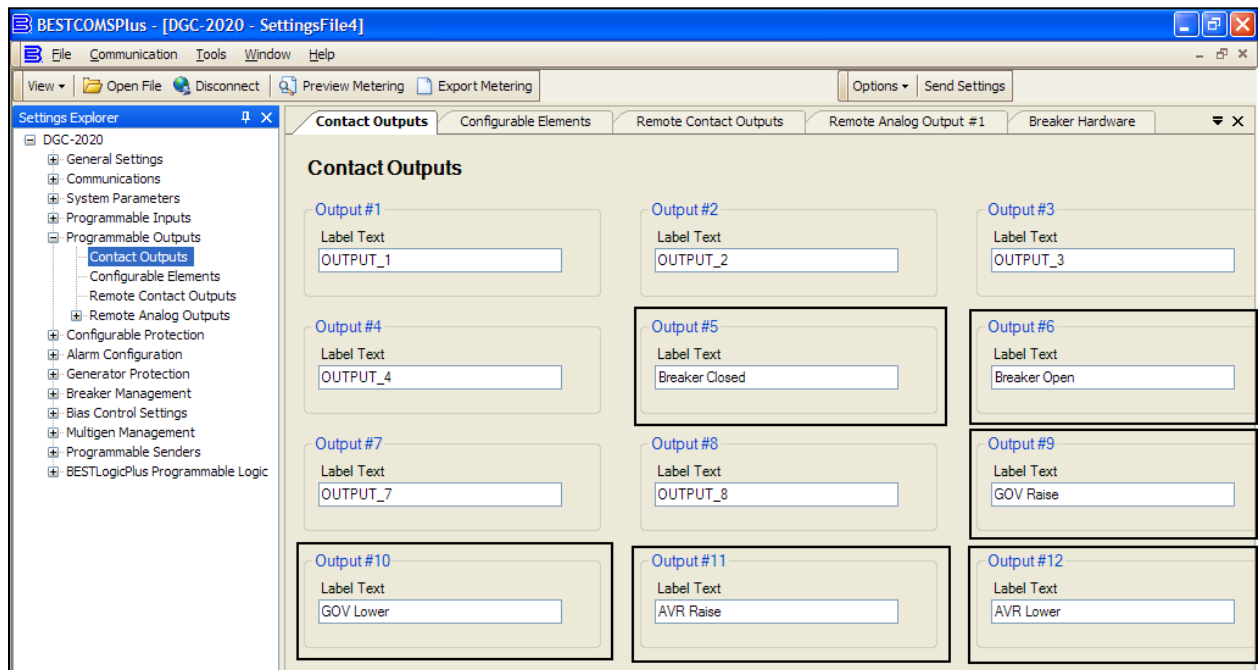 BESTCOMSPlus - [DGC-2020 - SettingsFile4]
File Communication Tools Window Help
View Open File Disconnect Preview Metering Export Metering Options Send Settings
Settings Explorer
DGC-2020
General Settings
Communications
System Parameters
Programmable Inputs
Programmable Outputs
Contact Outputs
Configurable Elements
Remote Contact Outputs
Remote Analog Outputs
Configurable Protection
Alarm Configuration
Generator Protection
Breaker Management
Bias Control Settings
Multigen Management
Programmable Senders
BESTLogicPlus Programmable Logic
Contact Outputs Configurable Elements Remote Contact Outputs Remote Analog Output #1 Breaker Hardware
Contact Outputs
Output #1 Output #2 Output #3
Label Text Label Text Label Text
OUTPUT_1 OUTPUT_2 OUTPUT_3
Output #4 Output #5 Output #6
Label Text Label Text Label Text
OUTPUT_4 Breaker Closed Breaker Open
Output #7 Output #8 Output #9
Label Text Label Text Label Text
OUTPUT_7 OUTPUT_8 GOV Raise
Output #10 Output #11 Output #12
Label Text Label Text Label Text
GOV Lower AVR Raise AVR Lower